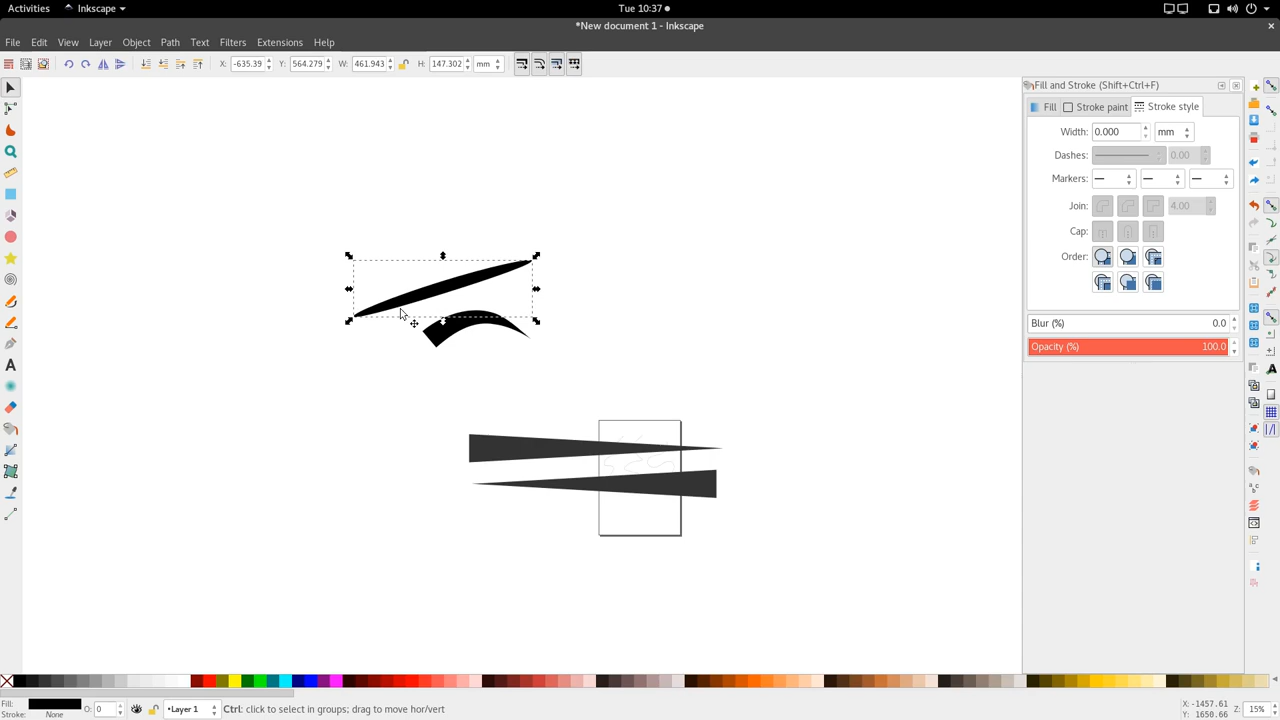 Activities Inkscape Tue 10:37
*New document 1 - Inkscape
File Edit View Layer Object Path Text Filters Extensions Help
X: -635.39 Y: 564.279 W: 461.943 H: 147.302 mm
Fill and Stroke (Shift+Ctrl+F)
Fill Stroke paint Stroke style
Width: 0.000 mm
Dashes: 0.00
Markers:
Join: 4.00
Cap:
Order:
Blur (%) 0.0
Opacity (%) 100.0
Fill: O: 0 •Layer 1 Ctrl: click to select in groups; drag to move hor/vert X: -1457.61 Z: 15%
Stroke: None Y: 1650.66